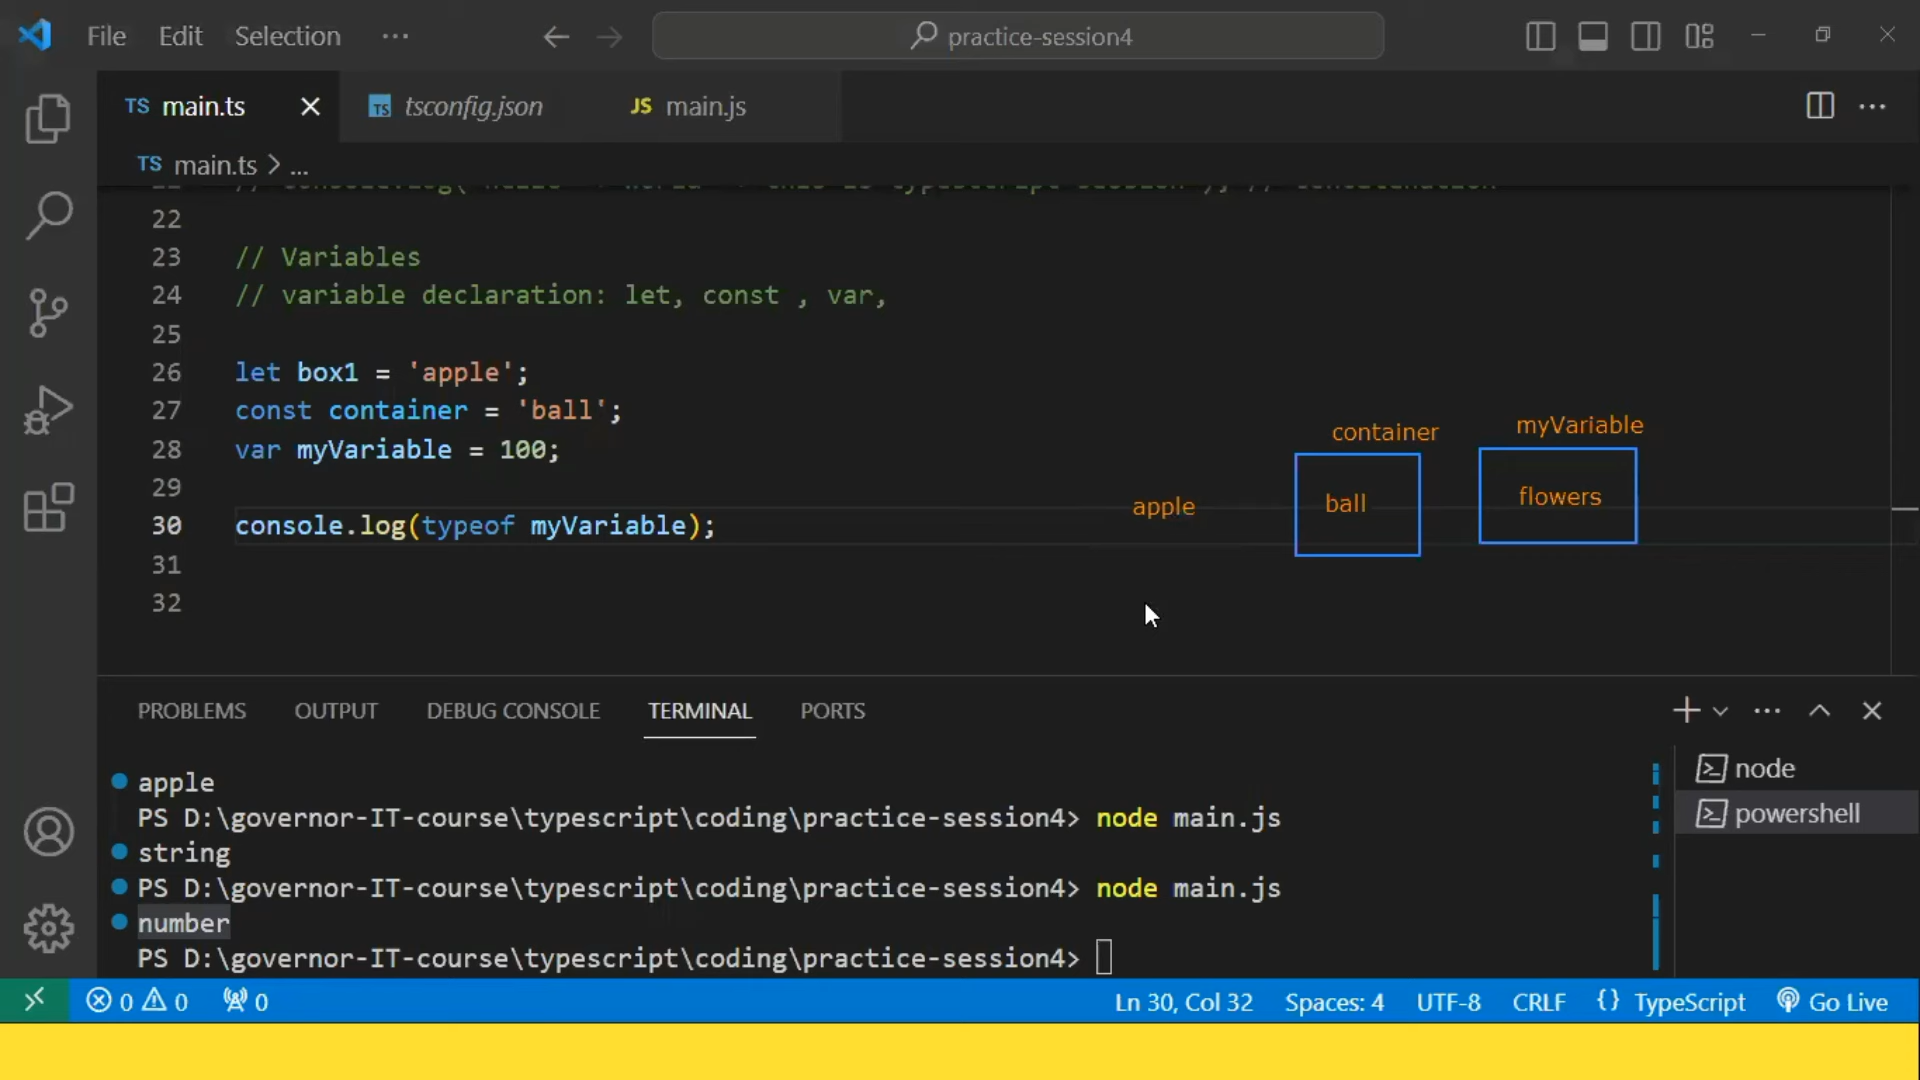 File Edit Selection ···
practice-session4
TS main.ts
TS tsconfig.json
JS main.js
TS main.ts > ...
22
23 // Variables
24 // variable declaration: let, const , var,
25
26 let box1 = 'apple';
27 const container = 'ball';
28 var myVariable = 100;
29
30 console.log(typeof myVariable);
31
32
container
myVariable
apple
ball
flowers
PROBLEMS OUTPUT DEBUG CONSOLE TERMINAL PORTS
apple
PS D:\governor-IT-course\typescript\coding\practice-session4> node main.js
string
PS D:\governor-IT-course\typescript\coding\practice-session4> node main.js
number
PS D:\governor-IT-course\typescript\coding\practice-session4>
node
powershell
0 0 0
Ln 30, Col 32 Spaces: 4 UTF-8 CRLF {} TypeScript Go Live